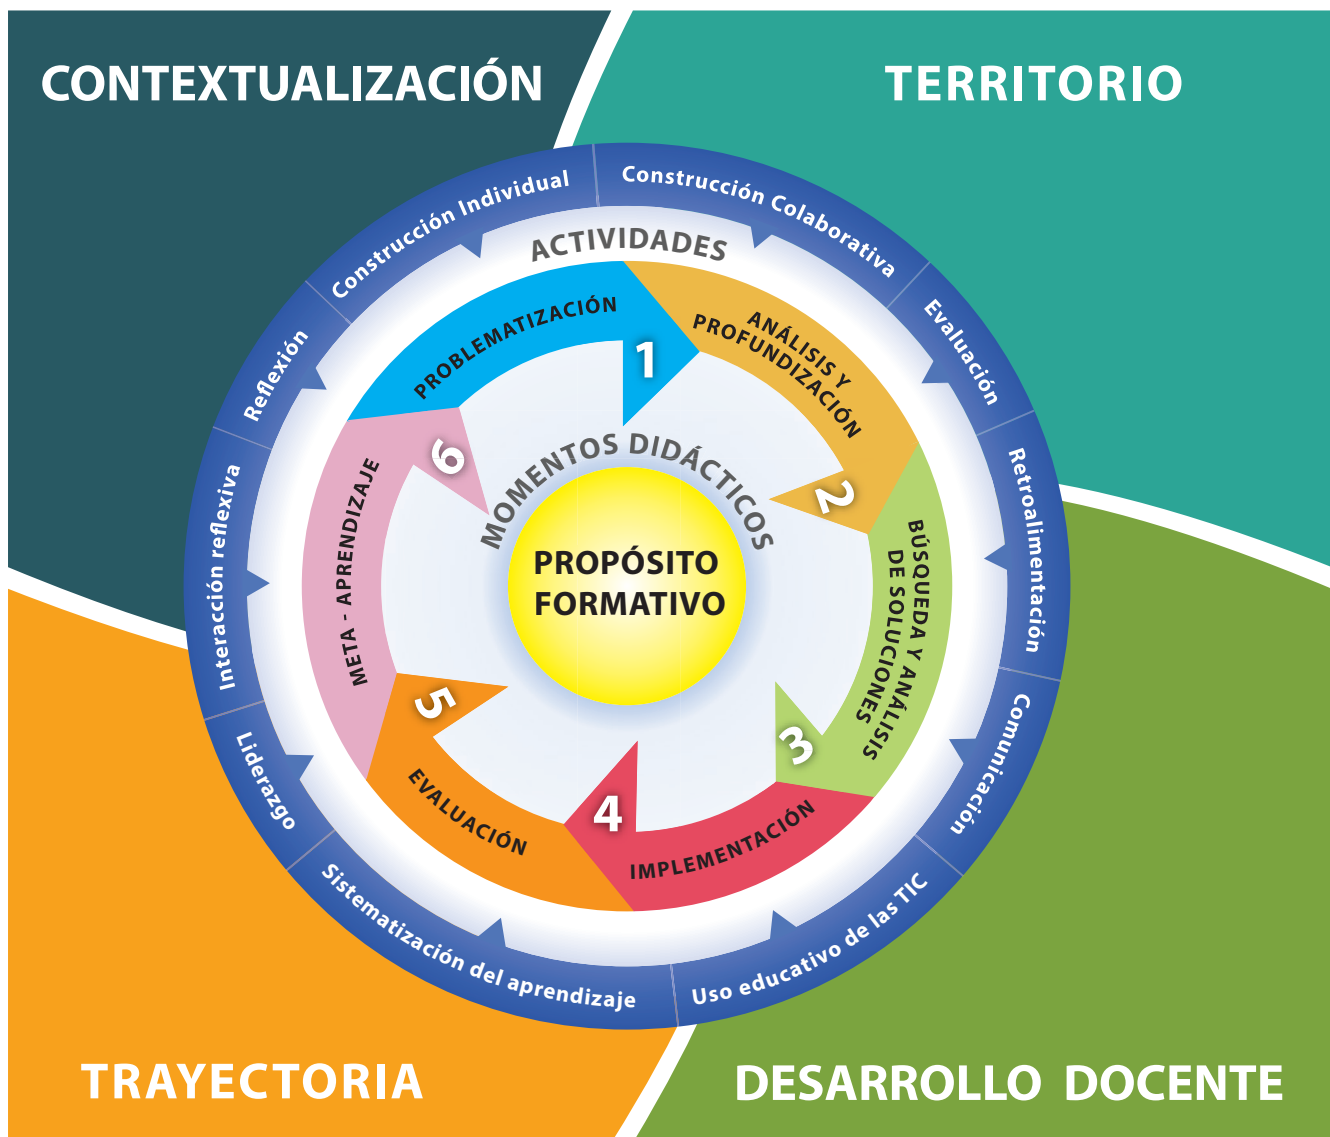 CONTEXTUALIZACIÓN
TERRITORIO
Construcción Individual
Construcción Colaborativa
Evaluación
Retroalimentación
Comunicación
Uso educativo de las TIC
Sistematización del aprendizaje
Liderazgo
Interacción reflexiva
Reflexión
ACTIVIDADES
PROBLEMATIZACIÓN
1
ANÁLISIS Y
PROFUNDIZACIÓN
2
BÚSQUEDA Y ANÁLISIS
DE SOLUCIONES
3
IMPLEMENTACIÓN
4
EVALUACIÓN
5
META - APRENDIZAJE
6
MOMENTOS DIDÁCTICOS
PROPÓSITO
FORMATIVO
TRAYECTORIA
DESARROLLO DOCENTE